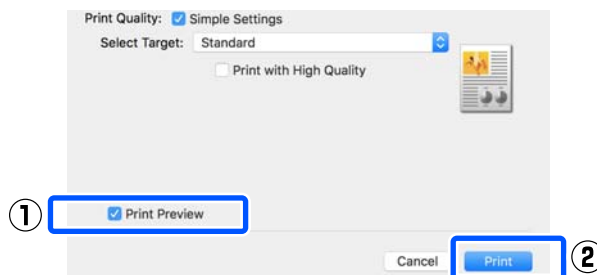 Print Quality: Simple Settings
Select Target: Standard
Print with High Quality
① Print Preview
Cancel Print ②